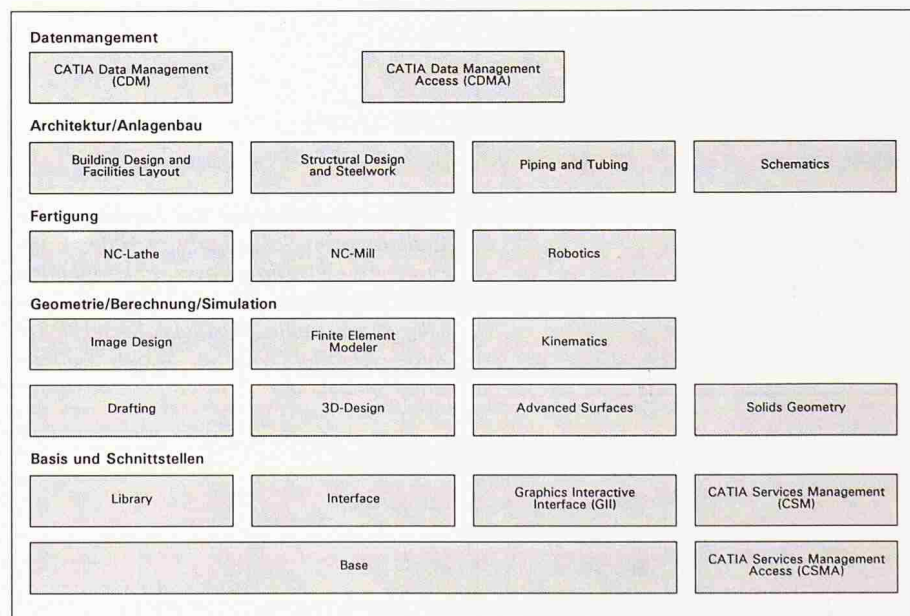 Datenmangement
CATIA Data Management
(CDM)
CATIA Data Management
Access (CDMA)
Architektur/Anlagenbau
Building Design and
Facilities Layout
Structural Design
and Steelwork
Piping and Tubing
Schematics
Fertigung
NC-Lathe
NC-Mill
Robotics
Geometrie/Berechnung/Simulation
Image Design
Finite Element
Modeler
Kinematics
Drafting
3D-Design
Advanced Surfaces
Solids Geometry
Basis und Schnittstellen
Library
Interface
Graphics Interactive
Interface (GII)
CATIA Services Management
(CSM)
Base
CATIA Services Management
Access (CSMA)